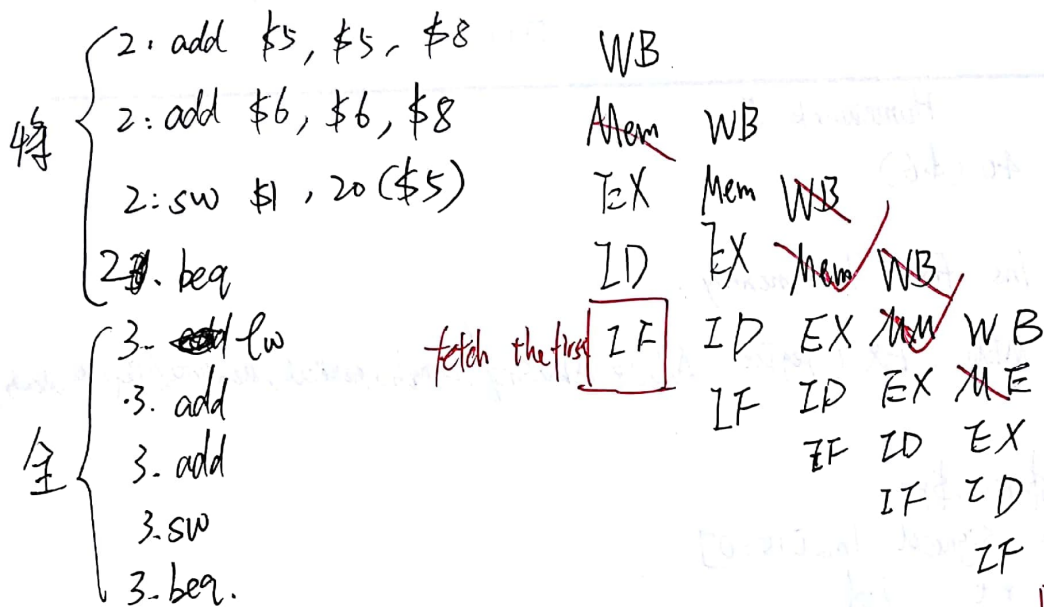 2: add $5, $5, $8 WB
2: add $6, $6, $8 Mem WB
2: sw $1, 20($5) EX Mem WB
2. beq ID EX Mem WB
3. lw fetch the first IF ID EX MM WB
3. add IF ID EX ME
3. add IF ID EX
3. sw IF ID
3. beq. IF